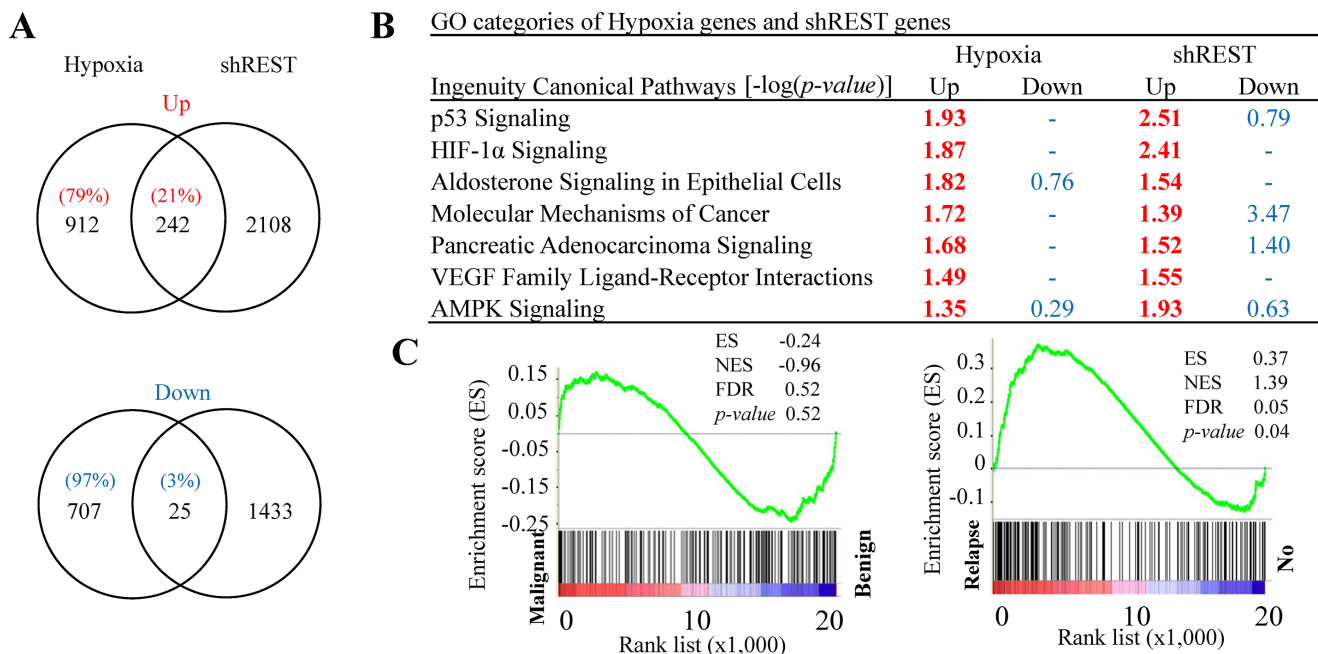 A
Hypoxia shREST
Up
(79%) (21%)
912 242 2108
Down
(97%) (3%)
707 25 1433
B
GO categories of Hypoxia genes and shREST genes
Hypoxia shREST
Ingenuity Canonical Pathways [-log(p-value)] Up Down Up Down
p53 Signaling 1.93 - 2.51 0.79
HIF-1α Signaling 1.87 - 2.41 -
Aldosterone Signaling in Epithelial Cells 1.82 0.76 1.54 -
Molecular Mechanisms of Cancer 1.72 - 1.39 3.47
Pancreatic Adenocarcinoma Signaling 1.68 - 1.52 1.40
VEGF Family Ligand-Receptor Interactions 1.49 - 1.55 -
AMPK Signaling 1.35 0.29 1.93 0.63
C
Enrichment score (ES)
0.15
0.05
-0.05
-0.15
-0.25
ES -0.24
NES -0.96
FDR 0.52
p-value 0.52
Malignant
Benign
0 10 20
Rank list (x1,000)
Enrichment score (ES)
0.3
0.2
0.1
0
-0.1
ES 0.37
NES 1.39
FDR 0.05
p-value 0.04
Relapse
No
0 10 20
Rank list (x1,000)